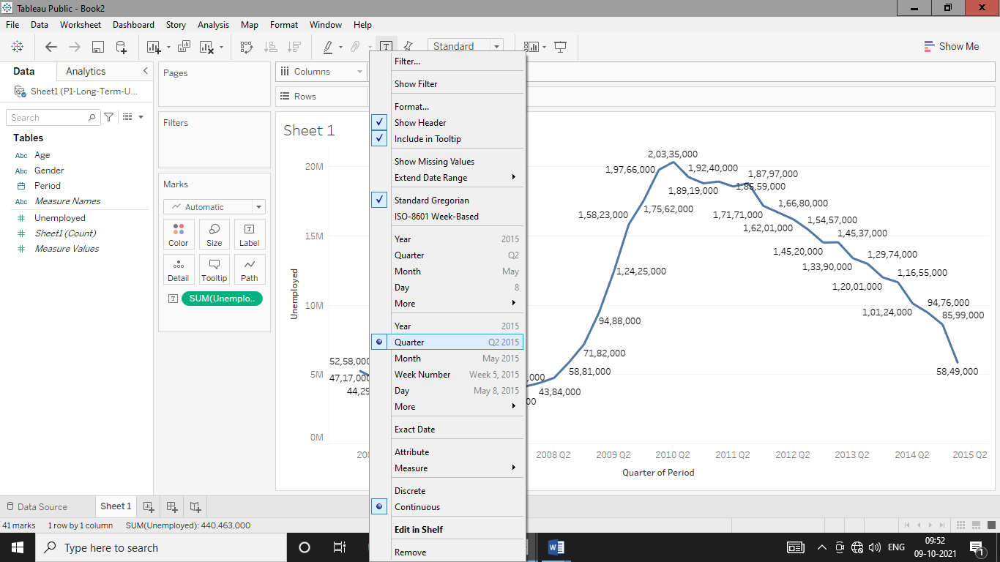 Tableau Public - Book2
File Data Worksheet Dashboard Story Analysis Map Format Window Help
Standard
Show Me
Data Analytics
Sheet1 (P1-Long-Term-U...
Search
Tables
Abc Age
Abc Gender
Period
Abc Measure Names
Unemployed
Sheet1 (Count)
Measure Values
Pages
Filters
Marks
Automatic
Color Size Label
Detail Tooltip Path
SUM(Unemplo..
Columns
Rows
Sheet 1
Filter...
Show Filter
Format...
Show Header
Include in Tooltip
Show Missing Values
Extend Date Range
Standard Gregorian
ISO-8601 Week-Based
Year 2015
Quarter Q2
Month May
Day 8
More
Year 2015
Quarter Q2 2015
Month May 2015
Week Number Week 5, 2015
Day May 8, 2015
More
Exact Date
Attribute
Measure
Discrete
Continuous
Edit in Shelf
Remove
Unemployed
20M
15M
10M
5M
0M
52,58,000
47,17,000
43,84,000
58,81,000
71,82,000
94,88,000
1,24,25,000
1,58,23,000
1,75,62,000
1,97,66,000
2,03,35,000
1,92,40,000
1,89,19,000
1,85,59,000
1,87,97,000
1,71,71,000
1,66,80,000
1,62,01,000
1,54,57,000
1,45,20,000
1,45,37,000
1,33,90,000
1,29,74,000
1,20,01,000
1,16,55,000
1,01,24,000
94,76,000
85,99,000
58,49,000
2008 Q2 2009 Q2 2010 Q2 2011 Q2 2012 Q2 2013 Q2 2014 Q2 2015 Q2
Quarter of Period
Data Source Sheet 1
41 marks 1 row by 1 column SUM(Unemployed): 440,463,000
Type here to search
ENG
09:52
09-10-2021
1